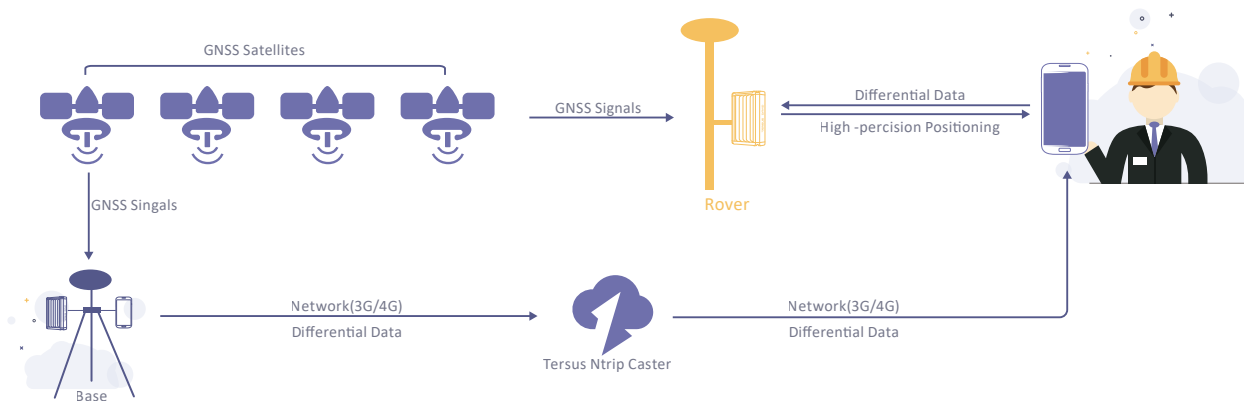 GNSS Satellites
GNSS Signals
Differential Data
High -percision Positioning
Rover
GNSS Singals
Network(3G/4G)
Differential Data
Network(3G/4G)
Differential Data
Tersus Ntrip Caster
Base